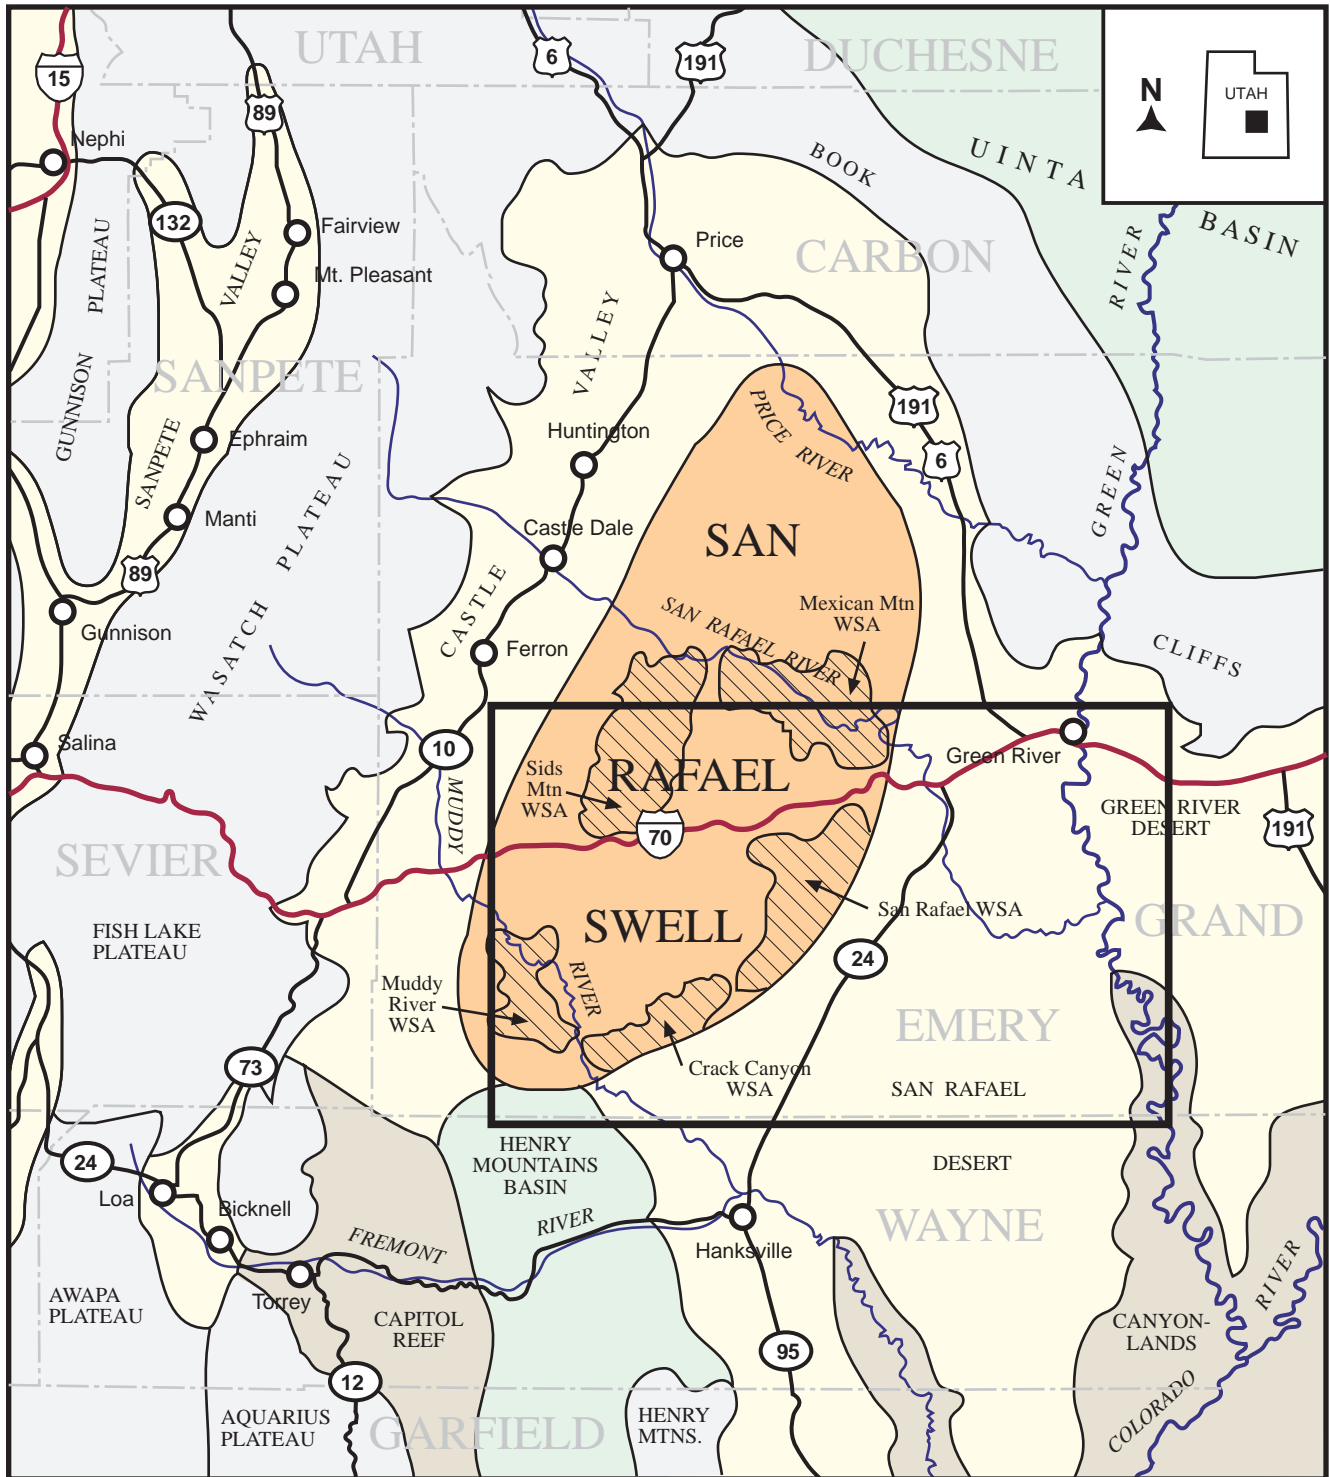 UTAH
DUCHESNE
6
191
15
N
UTAH
89
Nephi
BOOK
UINTA
BASIN
132
Fairview
PLATEAU
VALLEY
Price
CARBON
RIVER
Mt. Pleasant
VALLEY
SANPETE
GUNNISON
PRICE RIVER
191
SANPETE
Ephraim
Huntington
6
PLATEAU
GREEN
Manti
Castle Dale
SAN
89
CASTLE
Mexican Mtn
WSA
SAN RAFAEL RIVER
Gunnison
WASATCH
Ferron
CLIFFS
Salina
10
Green River
Sids
Mtn
WSA
RAFAEL
MUDDY
70
GREEN RIVER
DESERT
191
SEVIER
San Rafael WSA
FISH LAKE
PLATEAU
SWELL
GRAND
24
Muddy
River
WSA
RIVER
EMERY
73
Crack Canyon
WSA
SAN RAFAEL
HENRY
MOUNTAINS
BASIN
DESERT
24
Loa
Bicknell
FREMONT
RIVER
WAYNE
Hanksville
RIVER
AWAPA
PLATEAU
Torrey
CAPITOL
REEF
CANYON-
LANDS
95
12
COLORADO
AQUARIUS
PLATEAU
GARFIELD
HENRY
MTNS.